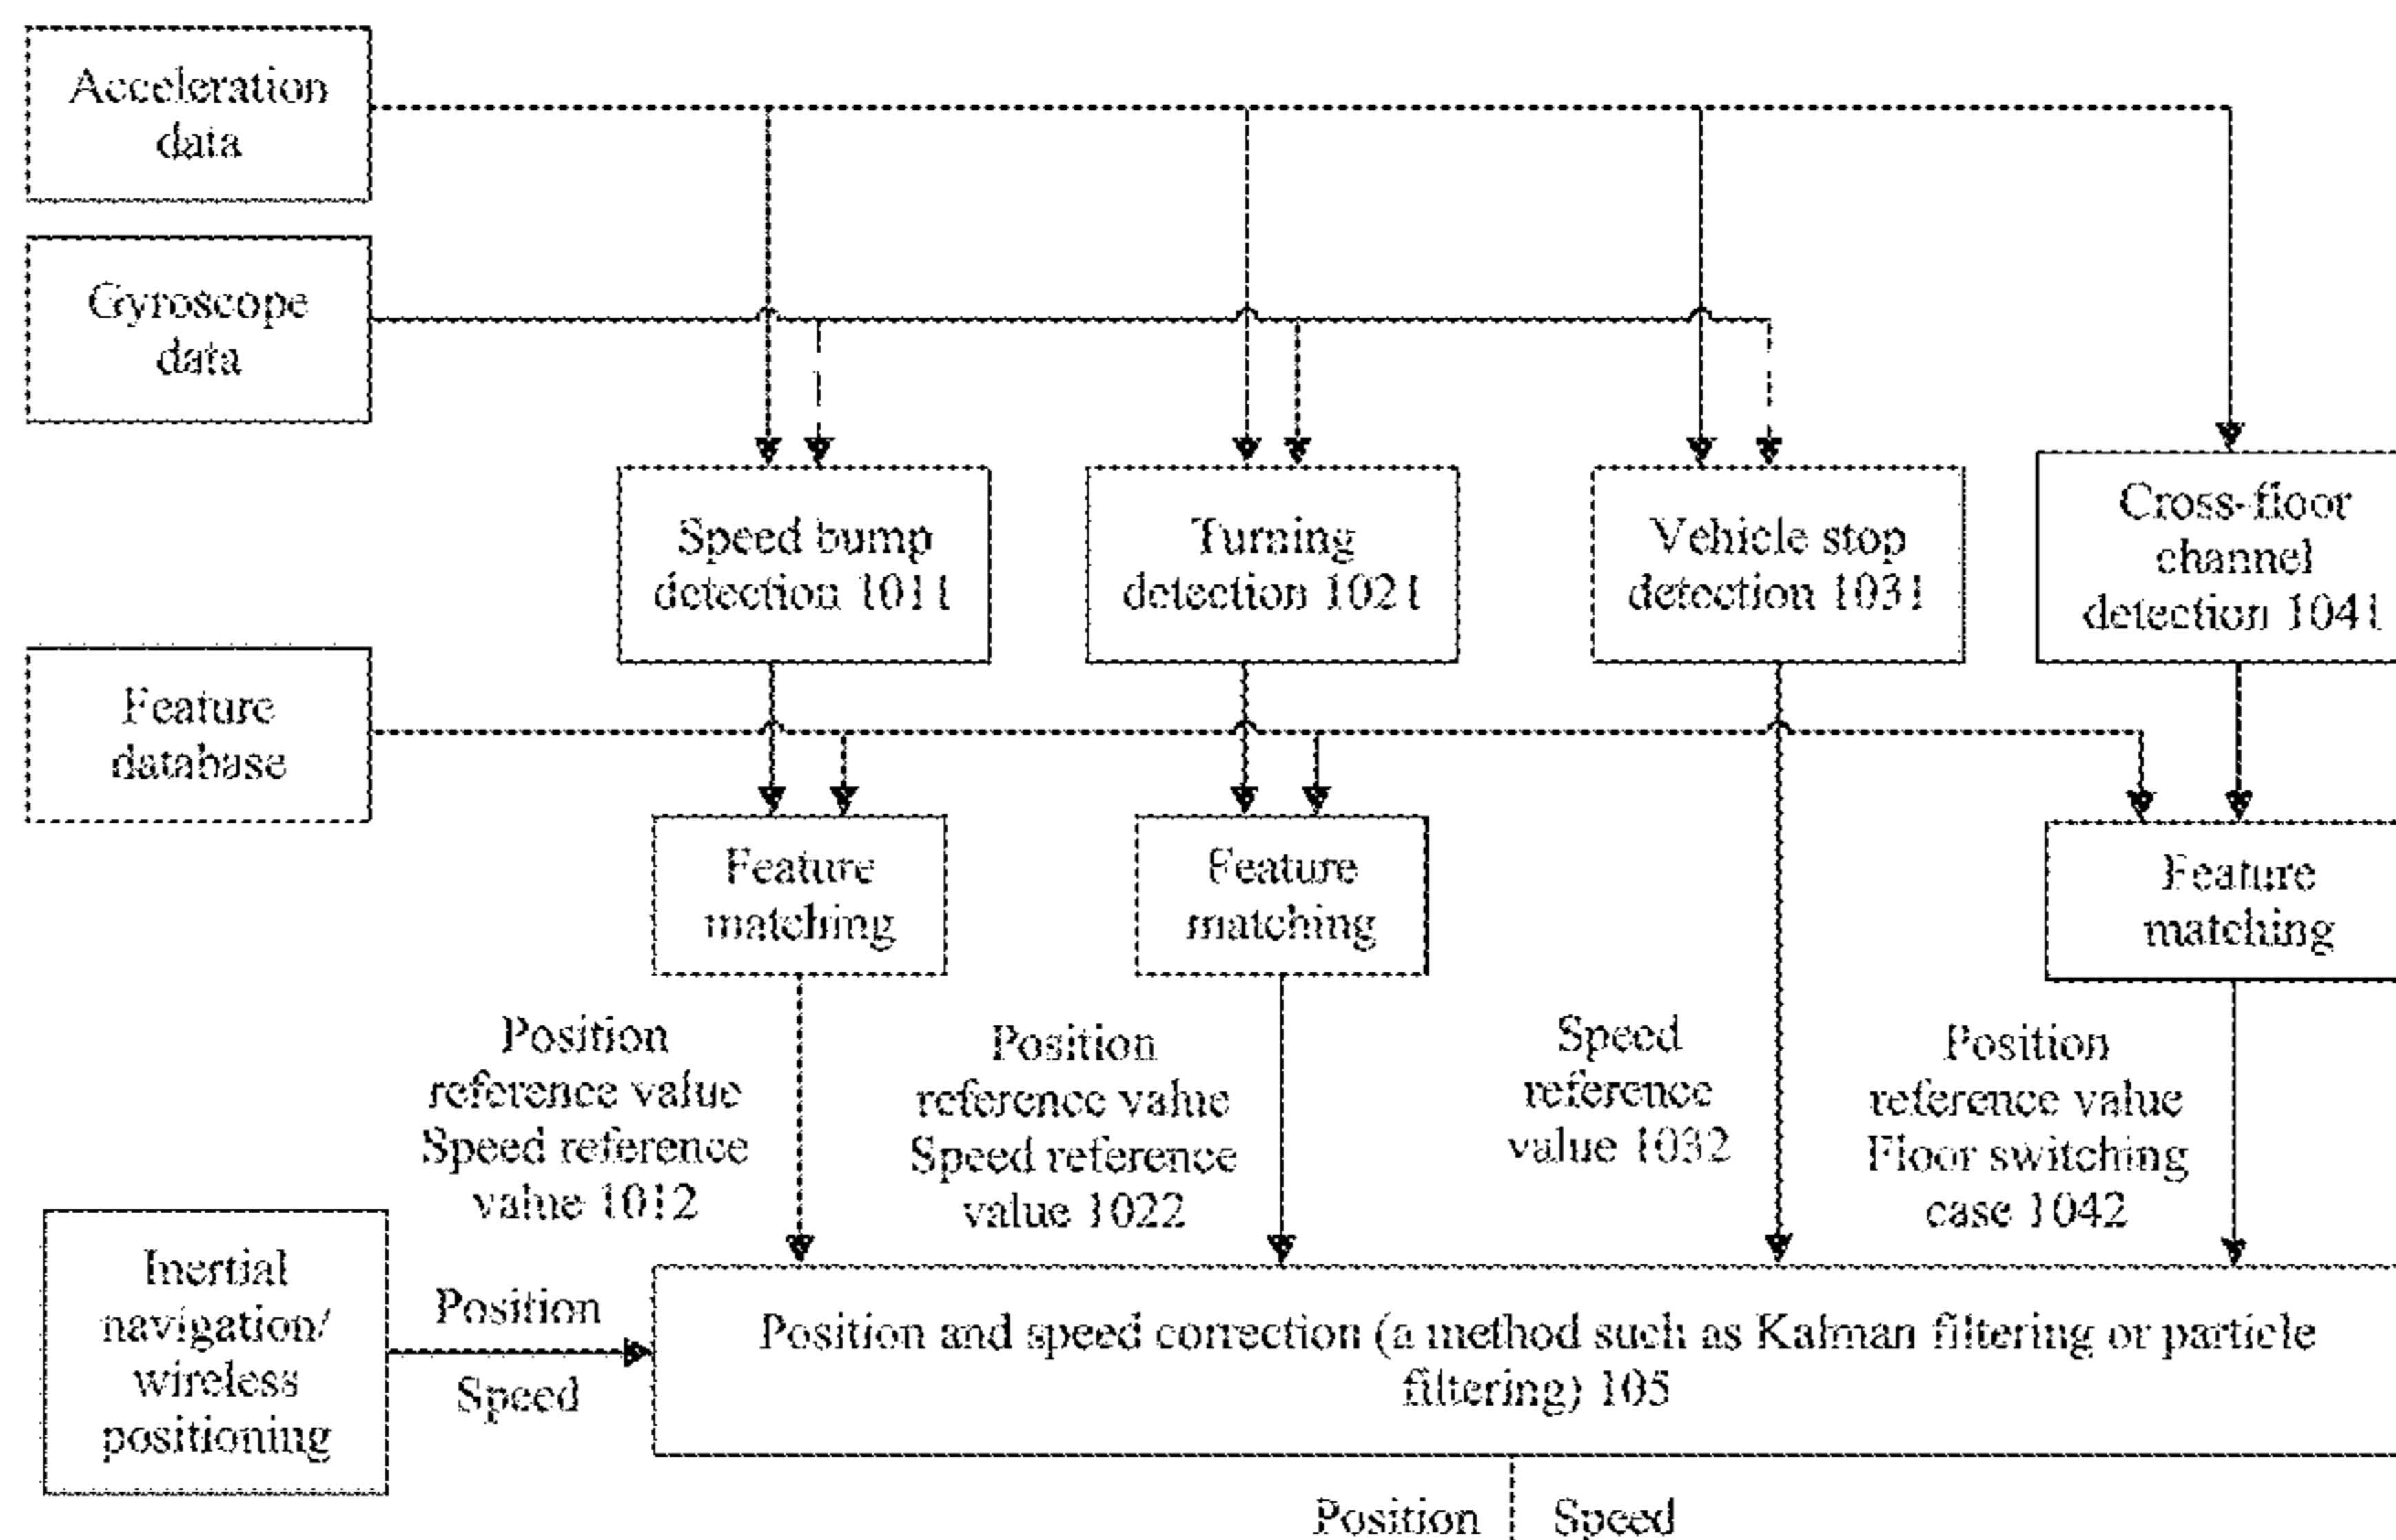 Acceleration
data
Gyroscope
data
Speed bump
detection 1011
Turning
detection 1021
Vehicle stop
detection 1031
Cross-floor
channel
detection 1041
Feature
database
Feature
matching
Feature
matching
Feature
matching
Position
reference value
Speed reference
value 1012
Position
reference value
Speed reference
value 1022
Speed
reference
value 1032
Position
reference value
Floor switching
case 1042
Inertial
navigation/
wireless
positioning
Position
Speed
Position and speed correction (a method such as Kalman filtering or particle
filtering) 105
Position
Speed